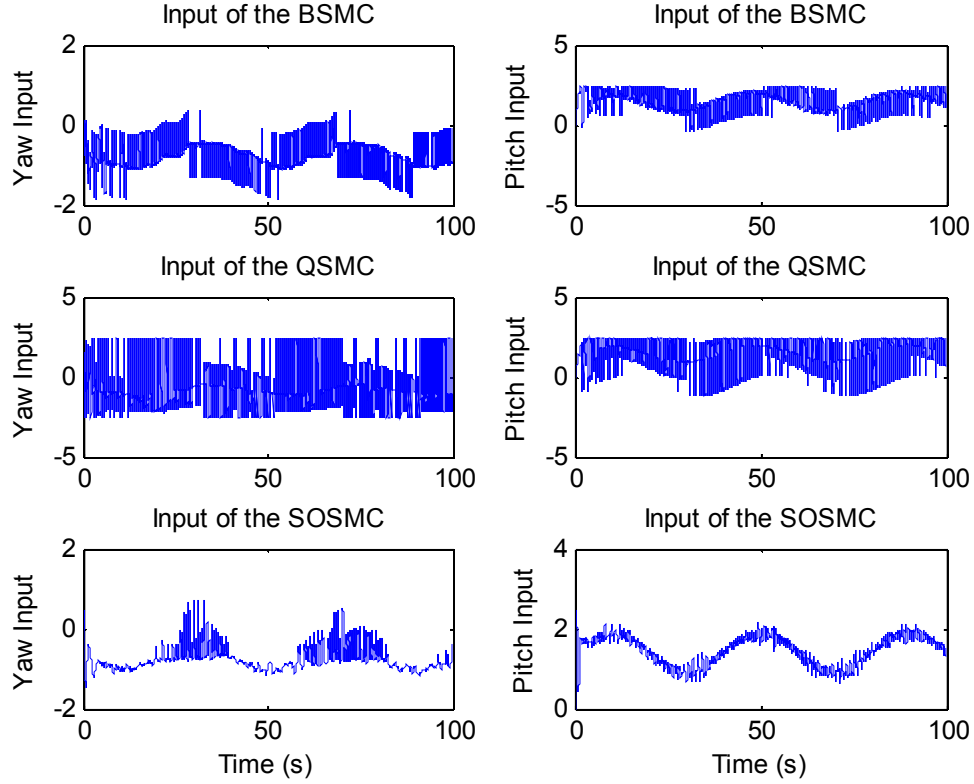 Input of the BSMC
2
0
-2
Yaw Input
0
50
100
Input of the BSMC
5
0
-5
Pitch Input
0
50
100
Input of the QSMC
5
0
-5
Yaw Input
0
50
100
Input of the QSMC
5
0
-5
Pitch Input
0
50
100
Input of the SOSMC
2
0
-2
Yaw Input
0
50
100
Time (s)
Input of the SOSMC
4
2
0
Pitch Input
0
50
100
Time (s)